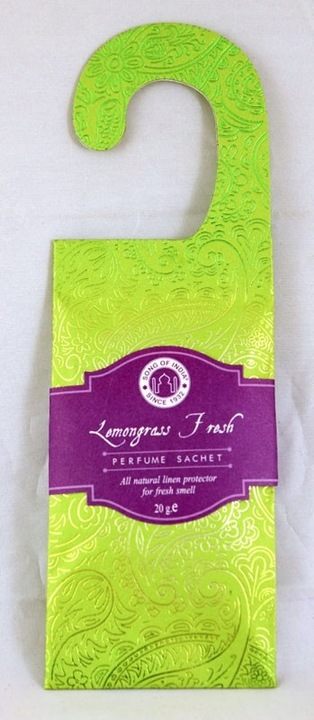 SONG OF INDIA®
SINCE 1932
Lemongrass Fresh
PERFUME SACHET
All natural linen protector
for fresh smell
20 g.e